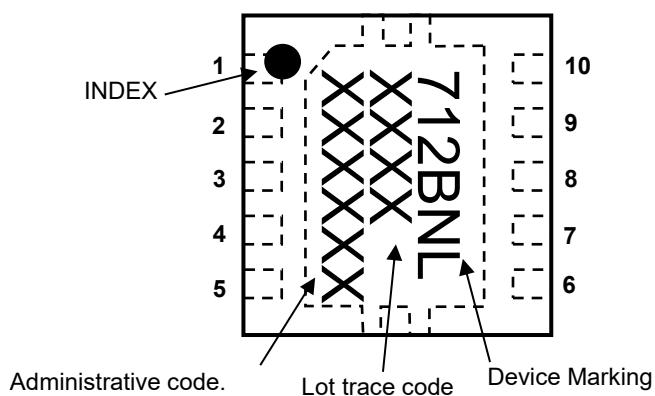 1
INDEX
2
3
4
5
10
9
8
7
6
712BNL
XXXX
XXXXXX
Administrative code.
Lot trace code
Device Marking